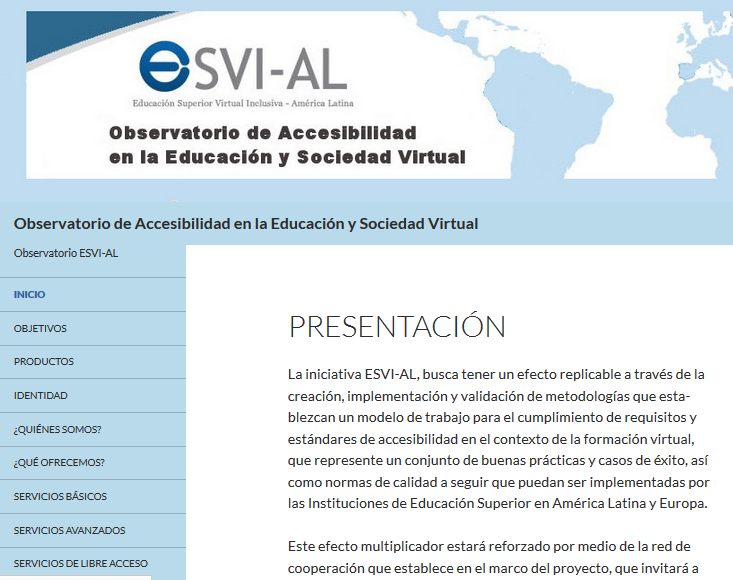 eSVI-AL
Educación Superior Virtual Inclusiva - América Latina
Observatorio de Accesibilidad
en la Educación y Sociedad Virtual
Observatorio de Accesibilidad en la Educación y Sociedad Virtual
Observatorio ESVI-AL
INICIO
OBJETIVOS
PRODUCTOS
IDENTIDAD
¿QUIÉNES SOMOS?
¿QUÉ OFRECEMOS?
SERVICIOS BÁSICOS
SERVICIOS AVANZADOS
SERVICIOS DE LIBRE ACCESO
PRESENTACIÓN
La iniciativa ESVI-AL, busca tener un efecto replicable a través de la
creación, implementación y validación de metodologías que esta-
blezcan un modelo de trabajo para el cumplimiento de requisitos y
estándares de accesibilidad en el contexto de la formación virtual,
que represente un conjunto de buenas prácticas y casos de éxito, así
como normas de calidad a seguir que puedan ser implementadas por
las Instituciones de Educación Superior en América Latina y Europa.
Este efecto multiplicador estará reforzado por medio de la red de
cooperación que establece en el marco del proyecto, que invitará a